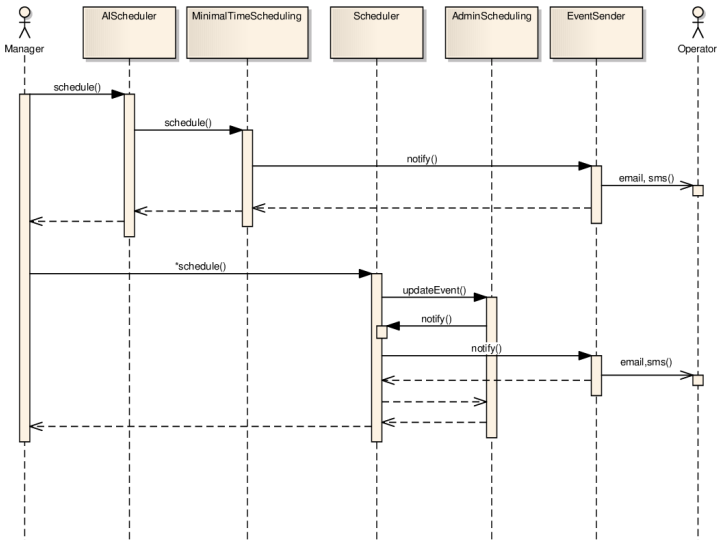 AIScheduler
MinimalTimeScheduling
Scheduler
AdminScheduling
EventSender
Manager
Operator
schedule()
schedule()
notify()
email, sms()
*schedule()
updateEvent()
notify()
notify()
email,sms()